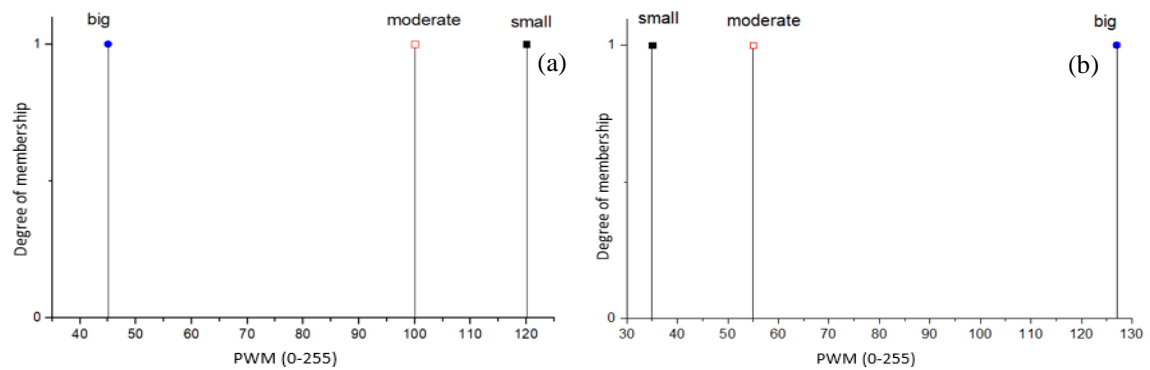 big
moderate
small
(a)
1
0
Degree of membership
40 50 60 70 80 90 100 110 120
PWM (0-255)
small
moderate
big
(b)
1
0
Degree of membership
30 40 50 60 70 80 90 100 110 120 130
PWM (0-255)